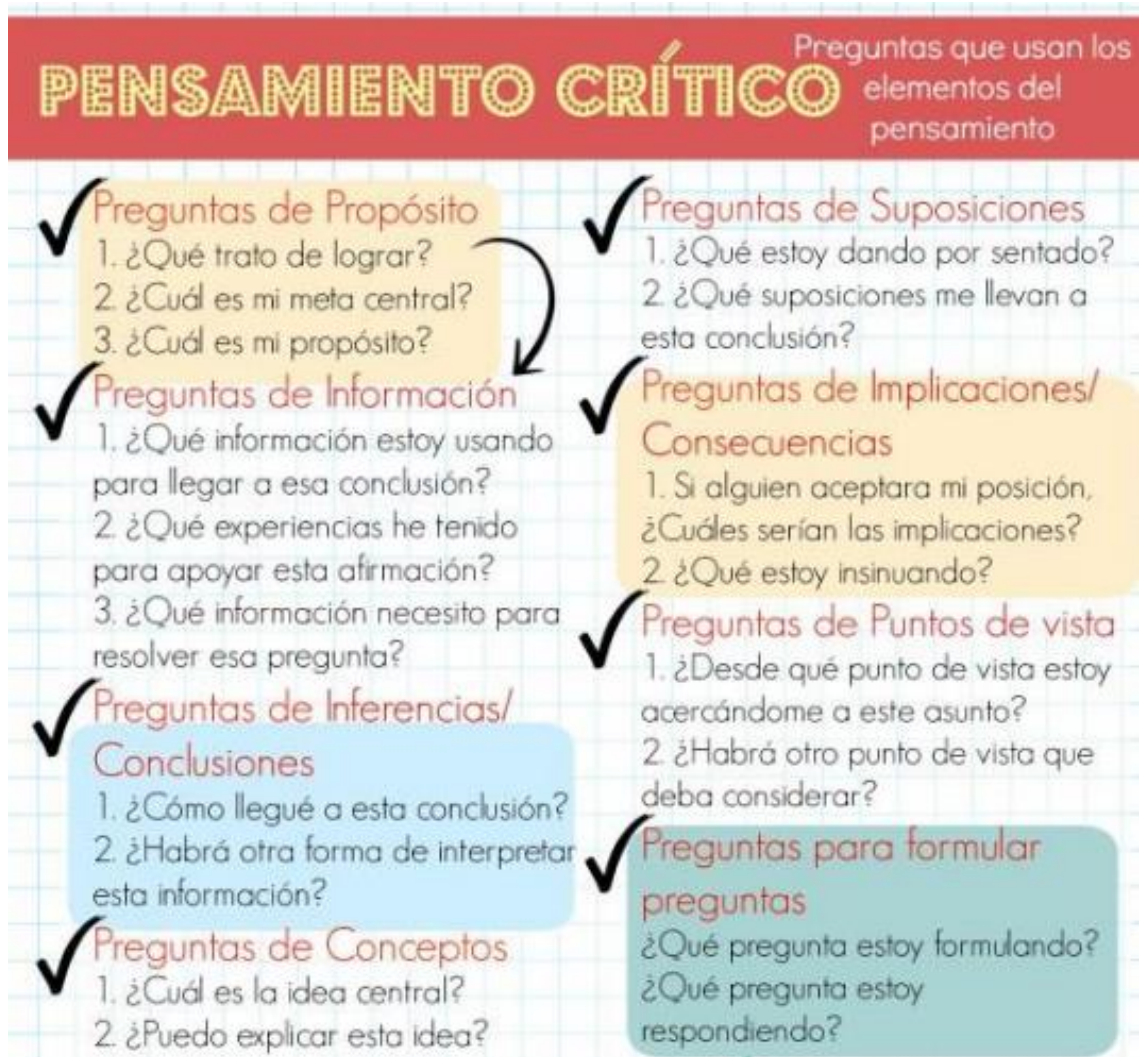 PENSAMIENTO CRÍTICO
Preguntas que usan los
elementos del
pensamiento
Preguntas de Propósito
1. ¿Qué trato de lograr?
2. ¿Cuál es mi meta central?
3. ¿Cuál es mi propósito?
Preguntas de Información
1. ¿Qué información estoy usando
para llegar a esa conclusión?
2. ¿Qué experiencias he tenido
para apoyar esta afirmación?
3. ¿Qué información necesito para
resolver esa pregunta?
Preguntas de Inferencias/
Conclusiones
1. ¿Cómo llegué a esta conclusión?
2. ¿Habrá otra forma de interpretar
esta información?
Preguntas de Conceptos
1. ¿Cuál es la idea central?
2. ¿Puedo explicar esta idea?
Preguntas de Suposiciones
1. ¿Qué estoy dando por sentado?
2. ¿Qué suposiciones me llevan a
esta conclusión?
Preguntas de Implicaciones/
Consecuencias
1. Si alguien aceptara mi posición,
¿Cuáles serían las implicaciones?
2. ¿Qué estoy insinuando?
Preguntas de Puntos de vista
1. ¿Desde qué punto de vista estoy
acercándome a este asunto?
2. ¿Habrá otro punto de vista que
deba considerar?
Preguntas para formular
preguntas
¿Qué pregunta estoy formulando?
¿Qué pregunta estoy
respondiendo?